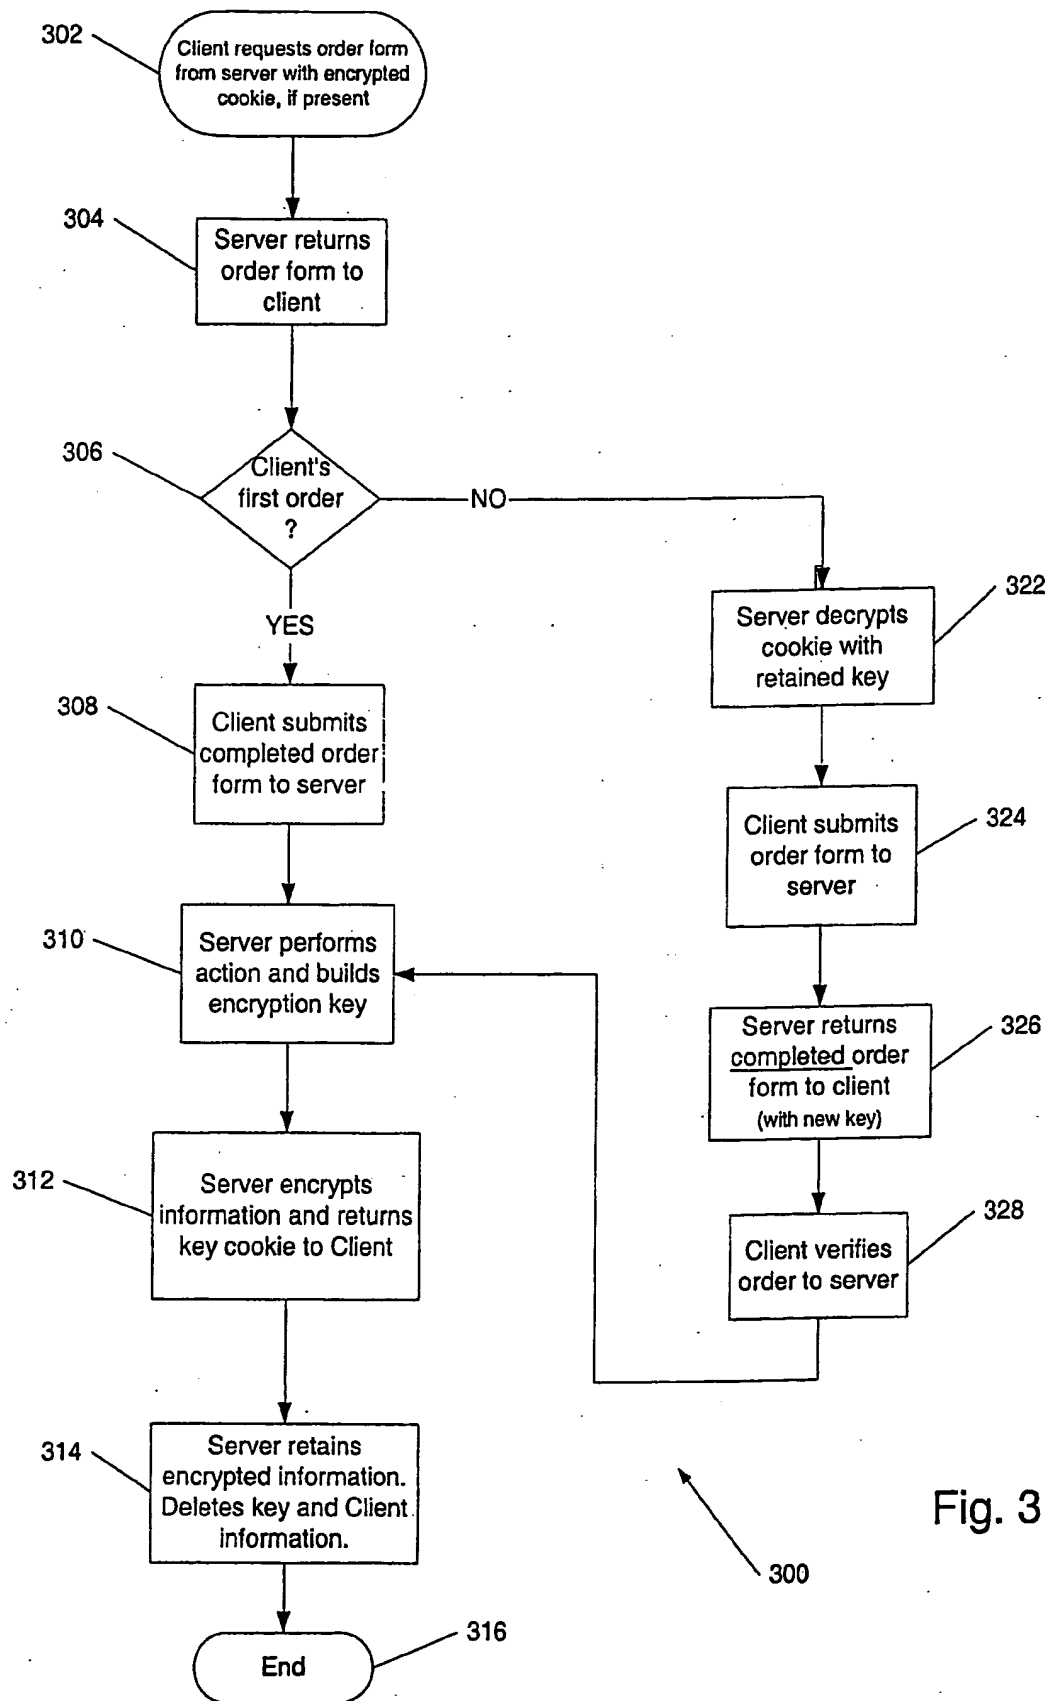 302
Client requests order form
from server with encrypted
cookie, if present
304
Server returns
order form to
client
306
Client's
first order
?
NO
YES
322
Server decrypts
cookie with
retained key
308
Client submits
completed order
form to server
324
Client submits
order form to
server
310
Server performs
action and builds
encryption key
326
Server returns
completed order
form to client
(with new key)
312
Server encrypts
information and returns
key cookie to Client
328
Client verifies
order to server
314
Server retains
encrypted information.
Deletes key and Client
information.
Fig. 3
300
316
End